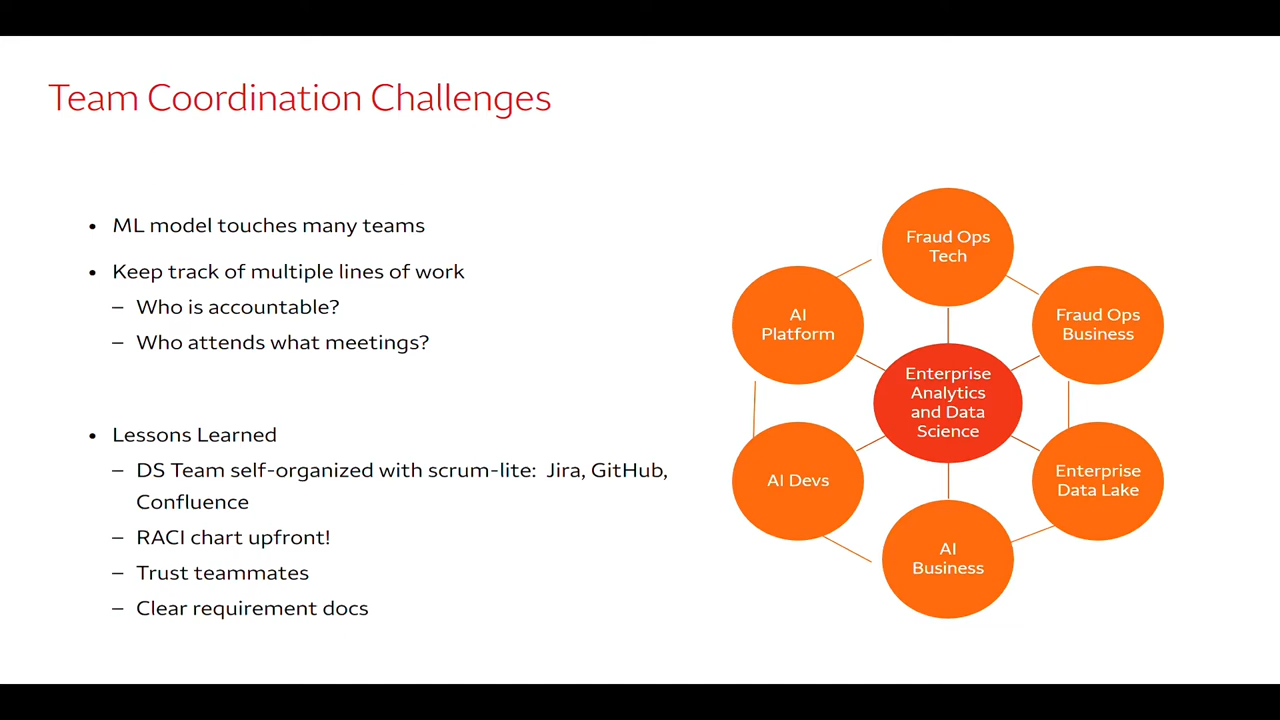 Team Coordination Challenges
• ML model touches many teams
• Keep track of multiple lines of work
– Who is accountable?
– Who attends what meetings?
• Lessons Learned
– DS Team self-organized with scrum-lite: Jira, GitHub,
Confluence
– RACI chart upfront!
– Trust teammates
– Clear requirement docs
Fraud Ops
Tech
Fraud Ops
Business
Enterprise
Data Lake
AI
Business
AI Devs
AI
Platform
Enterprise
Analytics
and Data
Science